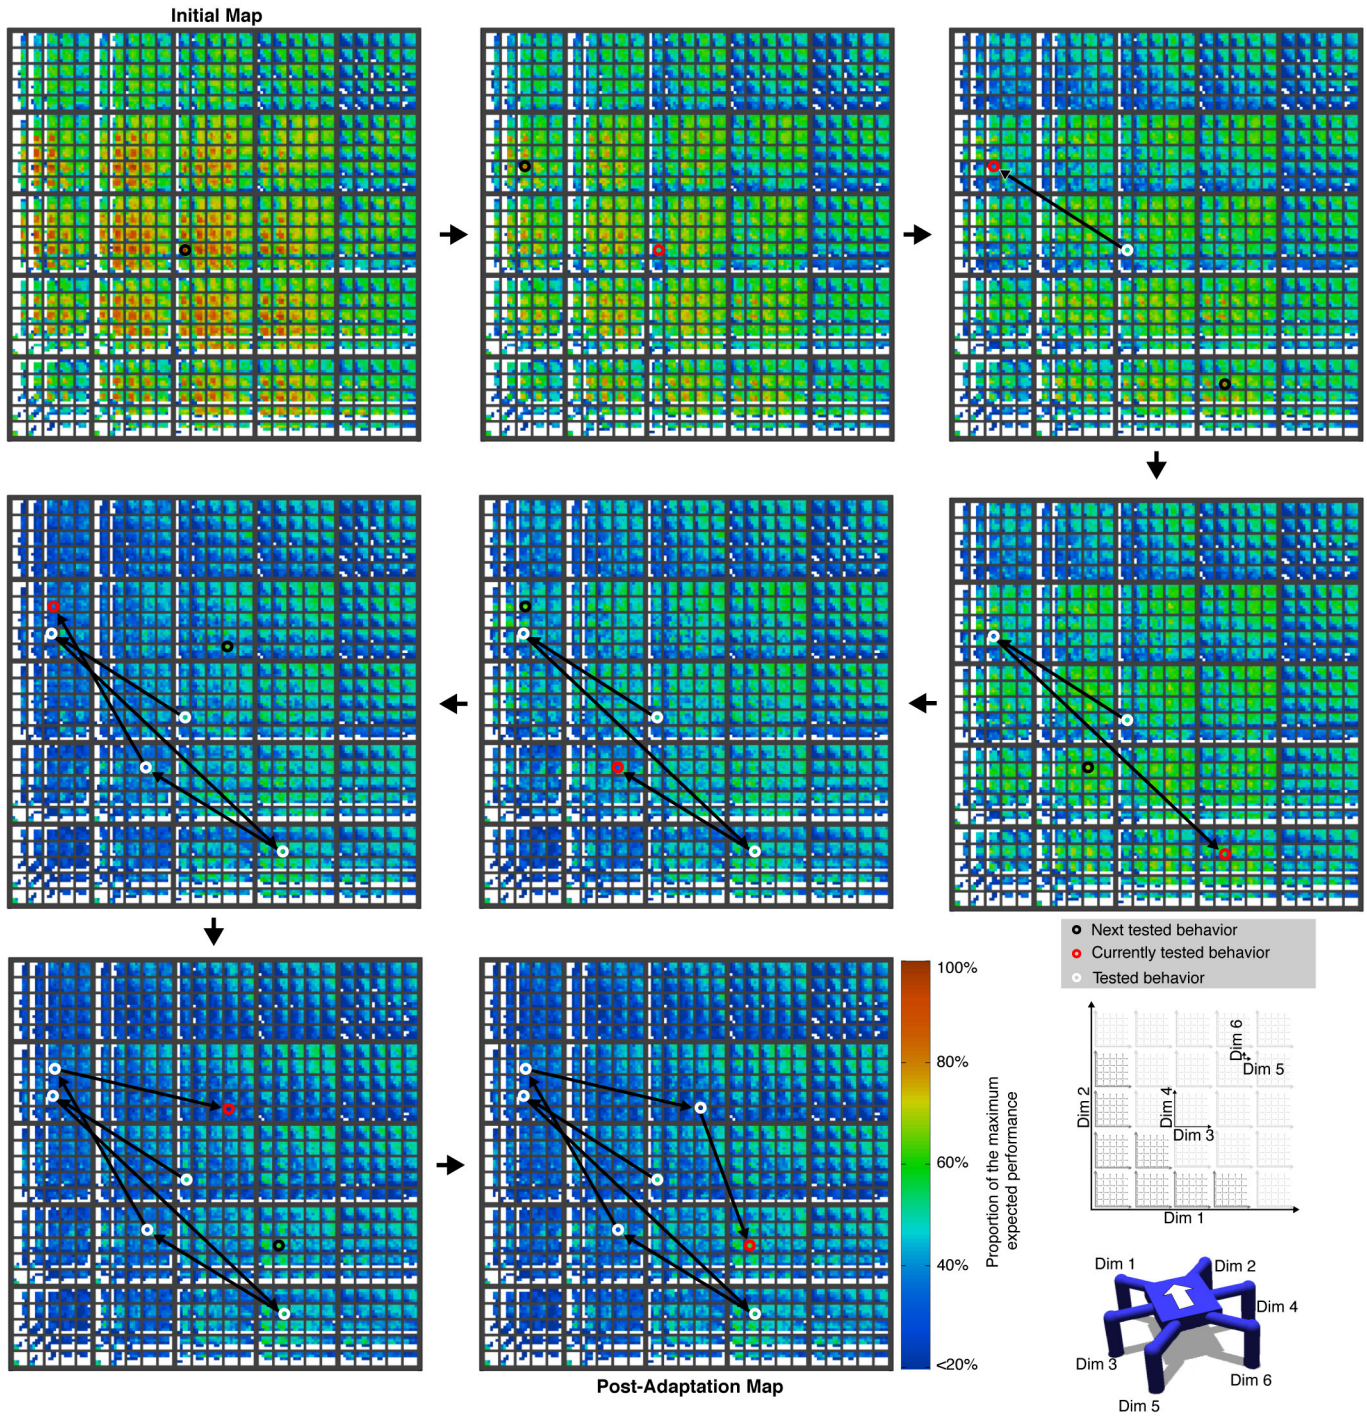 Initial Map
Next tested behavior
Currently tested behavior
Tested behavior
100%
80%
60%
40%
<20%
Proportion of the maximum
expected performance
Dim 2
Dim 6
Dim 5
Dim 4
Dim 3
Dim 1
Dim 1
Dim 2
Dim 4
Dim 3
Dim 6
Dim 5
Post-Adaptation Map